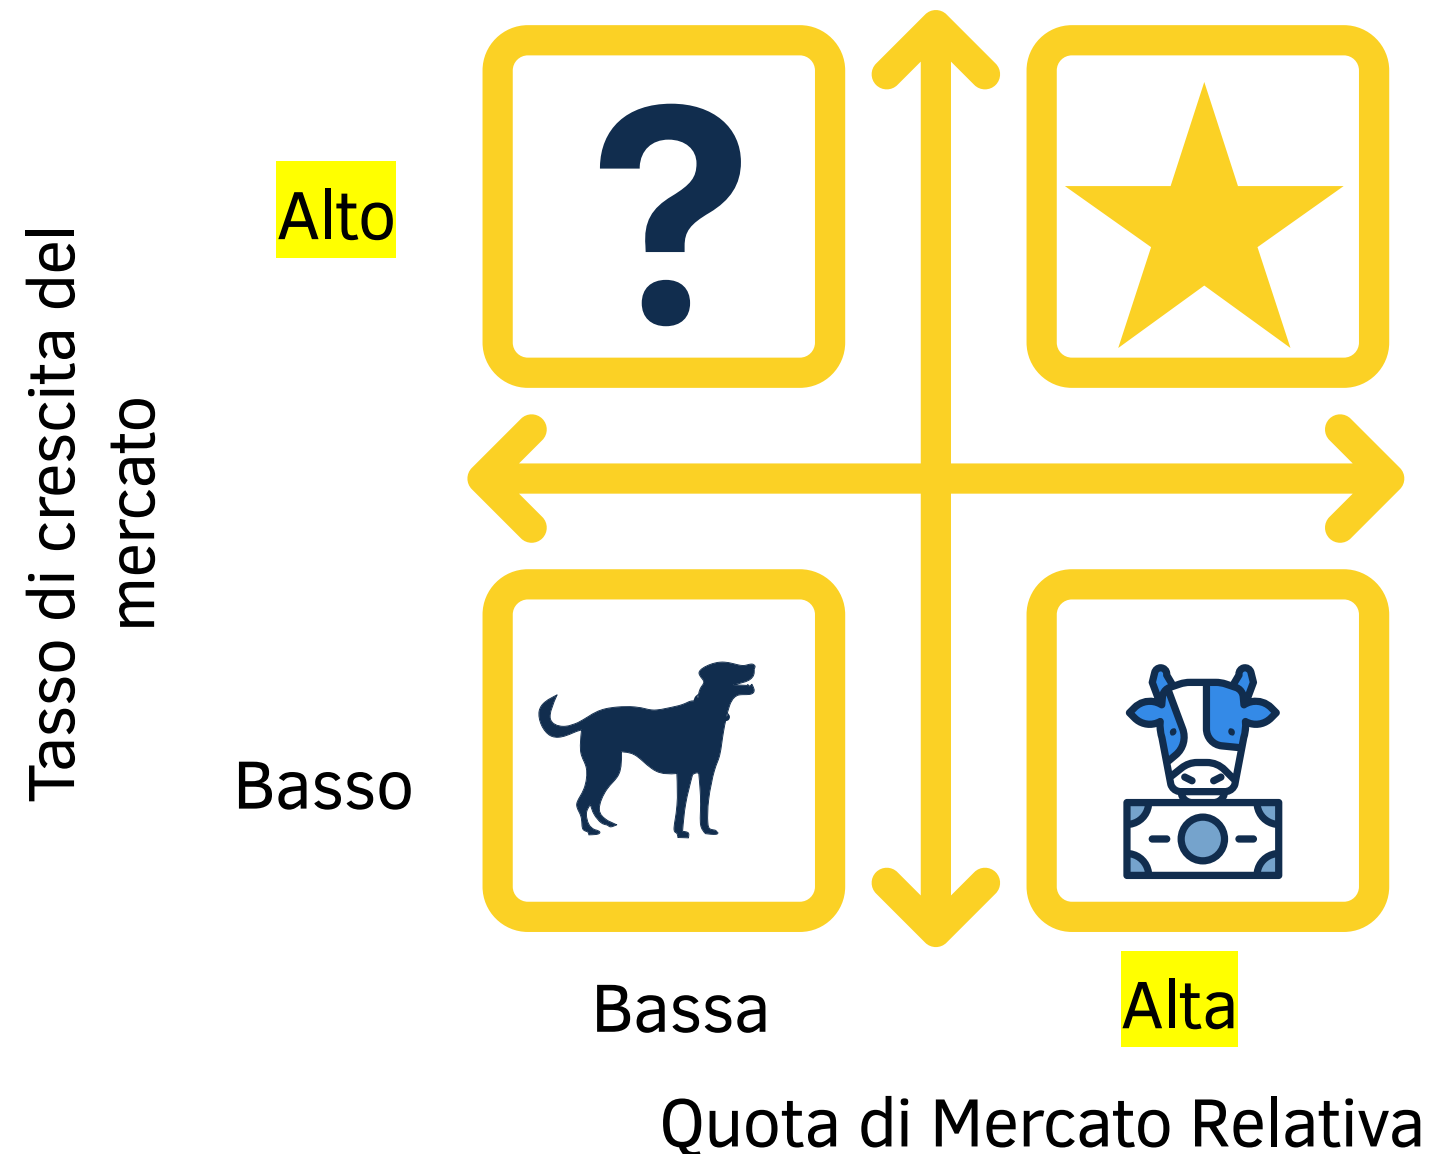 Tasso di crescita del
mercato
Alto
?
Basso
Bassa
Alta
Quota di Mercato Relativa